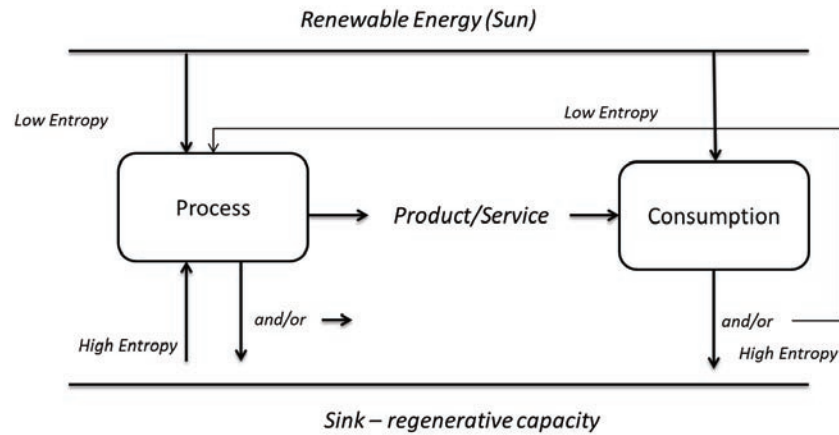 Renewable Energy (Sun)
Low Entropy
Low Entropy
Process
Product/Service
Consumption
and/or
and/or
High Entropy
High Entropy
Sink – regenerative capacity